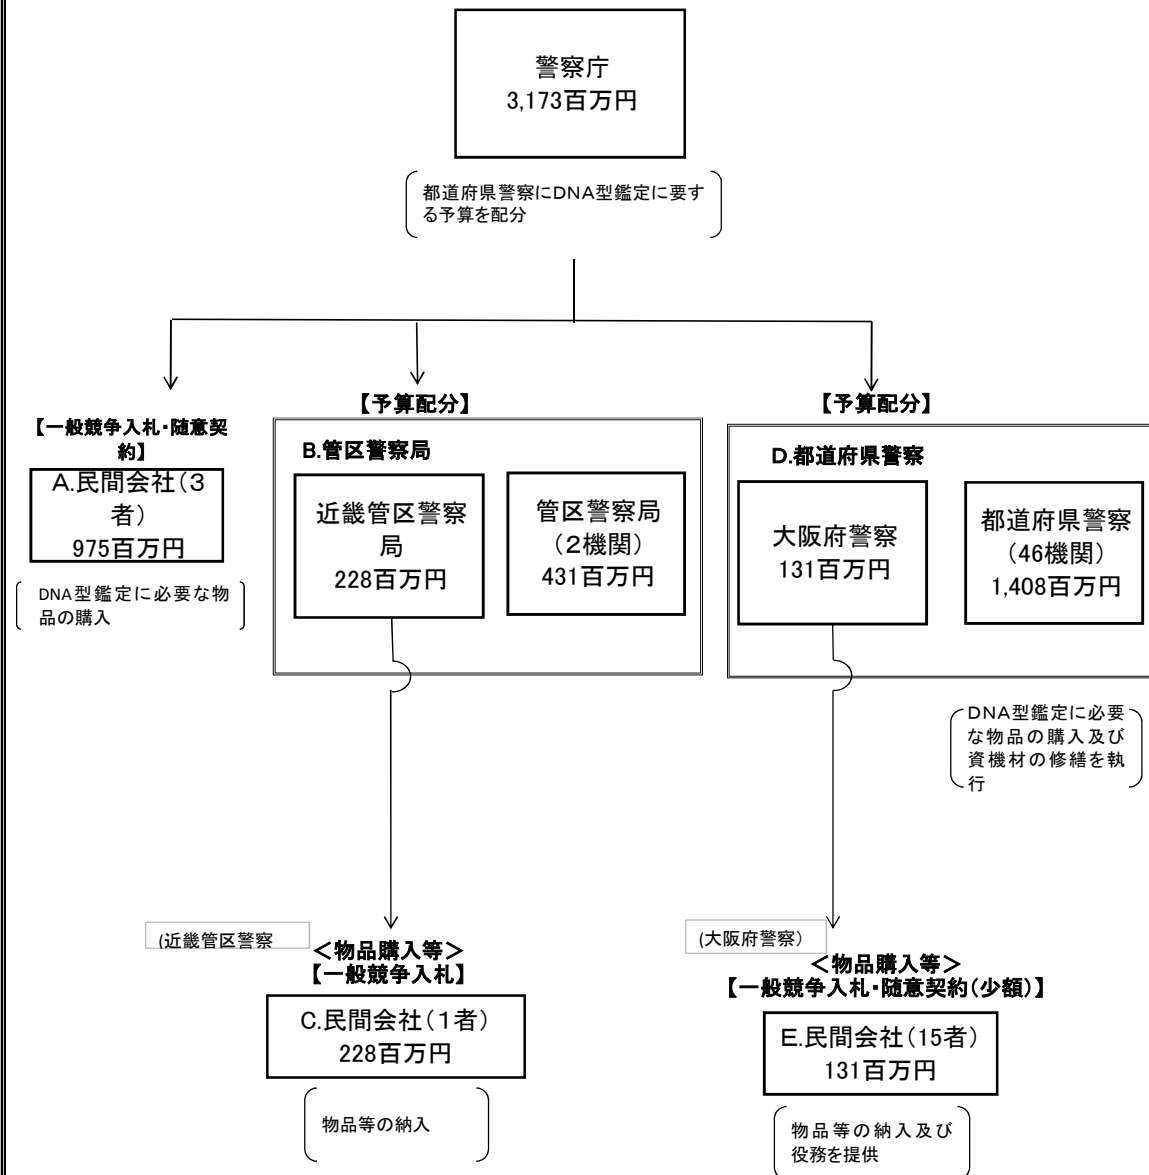 警察庁
3,173百万円
都道府県警察にDNA型鑑定に要す
る予算を配分
【一般競争入札・随意契
約】
A.民間会社（3
者）
975百万円
DNA型鑑定に必要な物
品の購入
【予算配分】
B.管区警察局
近畿管区警察
局
228百万円
管区警察局
（2機関）
431百万円
【予算配分】
D.都道府県警察
大阪府警察
131百万円
都道府県警察
（46機関）
1,408百万円
DNA型鑑定に必要
な物品の購入及び
資機材の修繕を執
行
(近畿管区警察
＜物品購入等＞
【一般競争入札】
C.民間会社（1者）
228百万円
物品等の納入
(大阪府警察）
＜物品購入等＞
【一般競争入札・随意契約（少額）】
E.民間会社（15者）
131百万円
物品等の納入及び
役務を提供